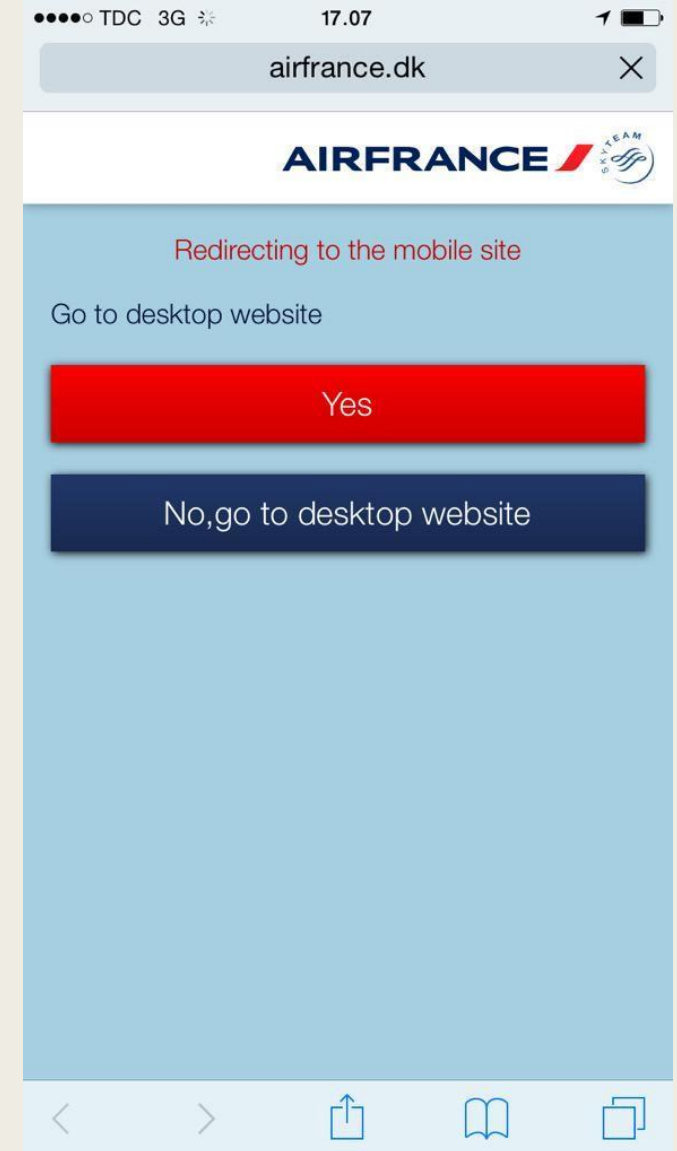 TDC 3G 17.07
airfrance.dk
AIRFRANCE SKYTEAM
Redirecting to the mobile site
Go to desktop website
Yes
No,go to desktop website